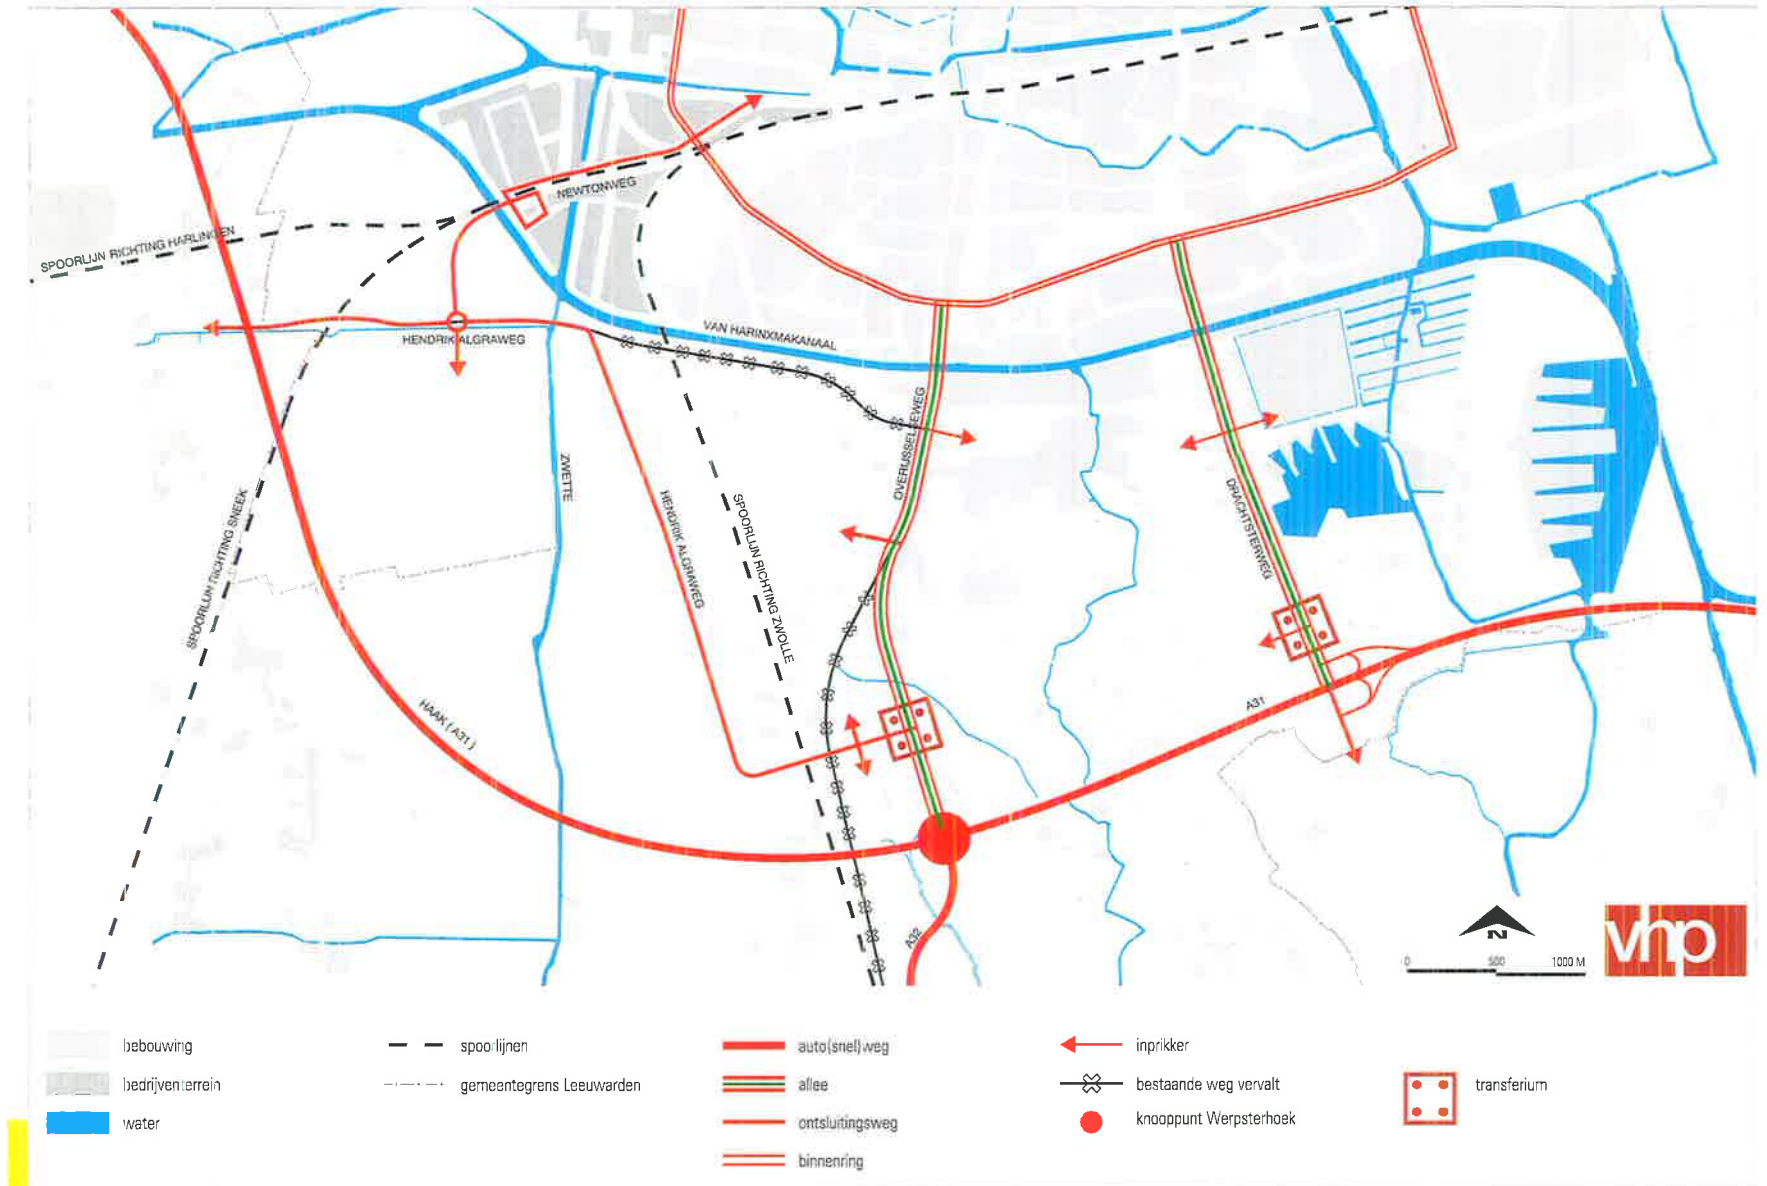 NEWTONWEG
SPOORLIJN RICHTING HARLINGEN
HENDRIK ALGRAWEG
VAN HARINXMAKANAAL
OVERIJSSELSEWEG
ZWETTE
HENDRIK ALGRAWEG
SPOORLIJN RICHTING ZWOLLE
SPOORLIJN RICHTING SNEEK
DRACHTSTERWEG
HAAK (A31)
A31
A32
N
0 500 1000 M
vhp
bebouwing
bedrijventerrein
water
spoorlijnen
gemeentegrens Leeuwarden
auto(snel)weg
allee
ontsluitingsweg
binnenring
inprikker
bestaande weg vervalt
knooppunt Werpsterhoek
transferium